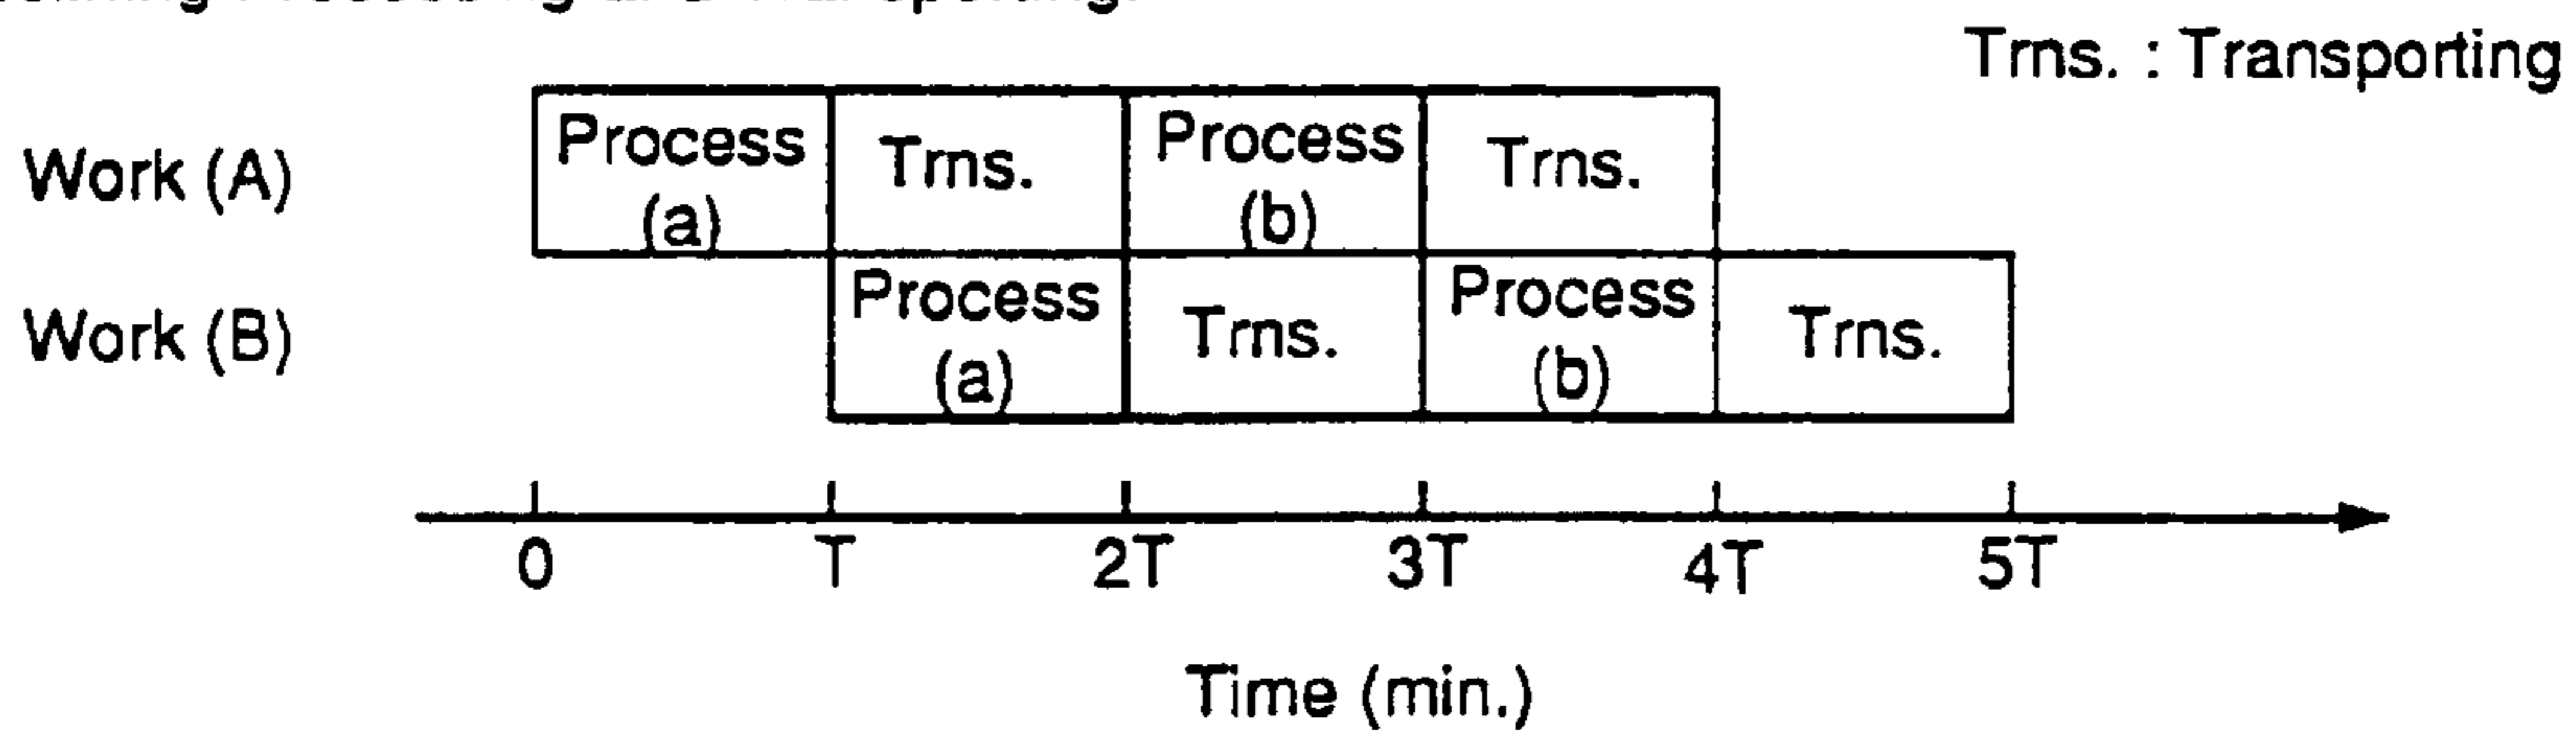 Trns. : Transporting
Work (A)
Process (a)
Trns.
Process (b)
Trns.
Work (B)
Process (a)
Trns.
Process (b)
Trns.
0 T 2T 3T 4T 5T
Time (min.)